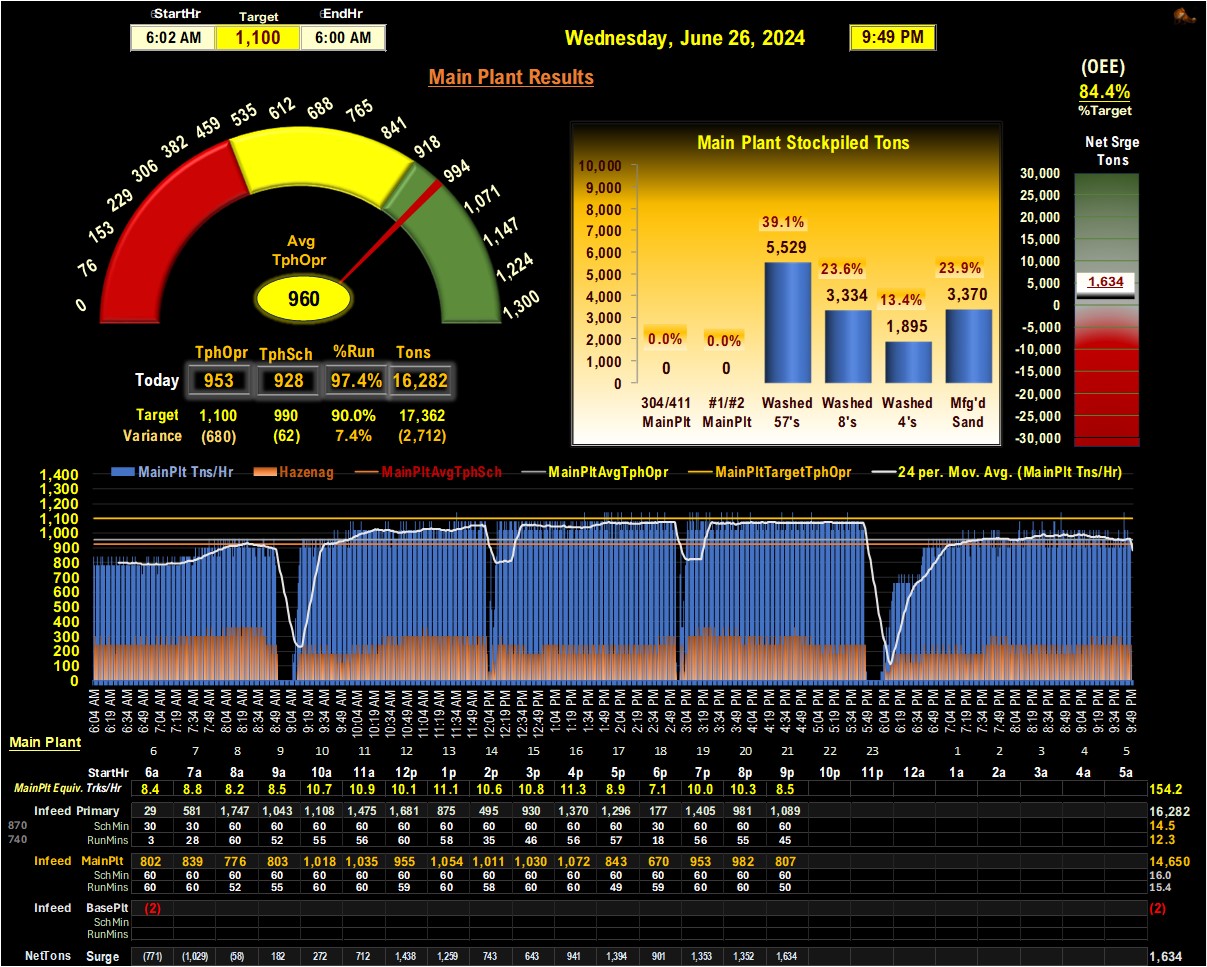 StartHr Target EndHr
6:02 AM 1,100 6:00 AM
Wednesday, June 26, 2024 9:49 PM
Main Plant Results
(OEE)
84.4%
%Target
Net Srge
Tons
0 76 153 229 306 382 459 535 612 688 765 841 918 994 1,071 1,147 1,224 1,300
Avg
TphOpr
960
TphOpr TphSch %Run Tons
Today 953 928 97.4% 16,282
Target 1,100 990 90.0% 17,362
Variance (680) (62) 7.4% (2,712)
Main Plant Stockpiled Tons
10,000
9,000
8,000
7,000
6,000
5,000
4,000
3,000
2,000
1,000
0
0.0% 0.0% 39.1% 23.6% 13.4% 23.9%
0 0 5,529 3,334 1,895 3,370
304/411 #1/#2 Washed Washed Washed Mfg'd
MainPlt MainPlt 57's 8's 4's Sand
30,000
25,000
20,000
15,000
10,000
5,000
1,634
0
-5,000
-10,000
-15,000
-20,000
-25,000
-30,000
MainPlt Tns/Hr Hazenag MainPltAvgTphSch MainPltAvgTphOpr MainPltTargetTphOpr 24 per. Mov. Avg. (MainPlt Tns/Hr)
1,400
1,300
1,200
1,100
1,000
900
800
700
600
500
400
300
200
100
0
6:04 AM 6:19 AM 6:34 AM 6:49 AM 7:04 AM 7:19 AM 7:34 AM 7:49 AM 8:04 AM 8:19 AM 8:34 AM 8:49 AM 9:04 AM 9:19 AM 9:34 AM 9:49 AM 10:04 AM 10:19 AM 10:34 AM 10:49 AM 11:04 AM 11:19 AM 11:34 AM 11:49 AM 12:04 PM 12:19 PM 12:34 PM 12:49 PM 1:04 PM 1:19 PM 1:34 PM 1:49 PM 2:04 PM 2:19 PM 2:34 PM 2:49 PM 3:04 PM 3:19 PM 3:34 PM 3:49 PM 4:04 PM 4:19 PM 4:34 PM 4:49 PM 5:04 PM 5:19 PM 5:34 PM 5:49 PM 6:04 PM 6:19 PM 6:34 PM 6:49 PM 7:04 PM 7:19 PM 7:34 PM 7:49 PM 8:04 PM 8:19 PM 8:34 PM 8:49 PM 9:04 PM 9:19 PM 9:34 PM 9:49 PM
Main Plant
6 7 8 9 10 11 12 13 14 15 16 17 18 19 20 21 22 23 1 2 3 4 5
StartHr 6a 7a 8a 9a 10a 11a 12p 1p 2p 3p 4p 5p 6p 7p 8p 9p 10p 11p 12a 1a 2a 3a 4a 5a
MainPlt Equiv. Trks/Hr 8.4 8.8 8.2 8.5 10.7 10.9 10.1 11.1 10.6 10.8 11.3 8.9 7.1 10.0 10.3 8.5 154.2
Infeed Primary 29 581 1,747 1,043 1,108 1,475 1,681 875 495 930 1,370 1,296 177 1,405 981 1,089 16,282
870 SchMin 30 30 60 60 60 60 60 60 60 60 60 60 30 60 60 60 14.5
740 RunMins 3 28 60 52 55 56 60 58 35 46 56 57 18 56 55 45 12.3
Infeed MainPlt 802 839 776 803 1,018 1,035 955 1,054 1,011 1,030 1,072 843 670 953 982 807 14,650
SchMin 60 60 60 60 60 60 60 60 60 60 60 60 60 60 60 60 16.0
RunMins 60 60 52 55 60 60 59 60 58 60 60 49 59 60 60 50 15.4
Infeed BasePlt (2) (2)
SchMin
RunMins
NetTons Surge (771) (1,029) (58) 182 272 712 1,438 1,259 743 643 941 1,394 901 1,353 1,352 1,634 1,634